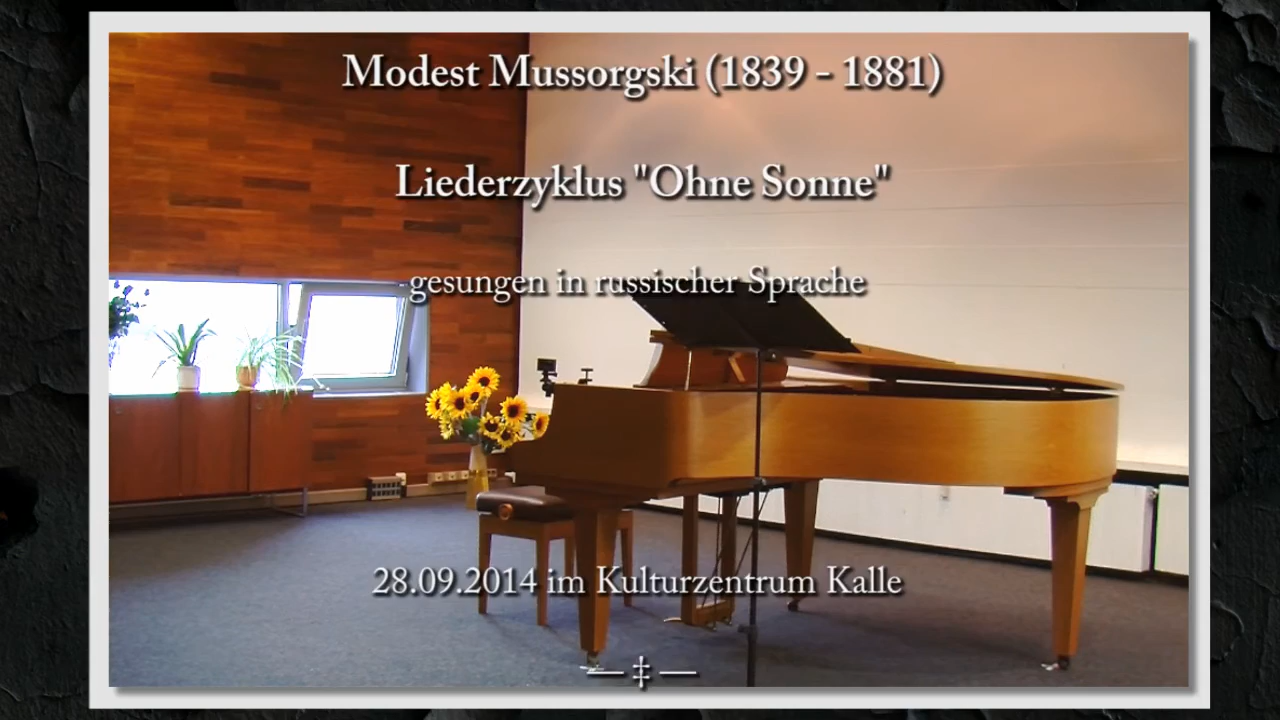 Modest Mussorgski (1839 - 1881)
Liederzyklus "Ohne Sonne"
gesungen in russischer Sprache
28.09.2014 im Kulturzentrum Kalle
— ‡ —